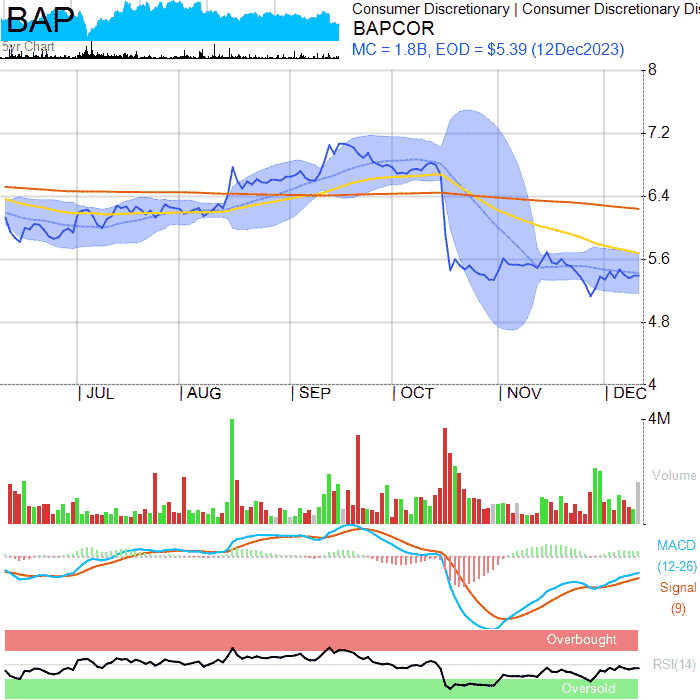 BAP
5yr Chart
Consumer Discretionary | Consumer Discretionary Dis
BAPCOR
MC = 1.8B, EOD = $5.39 (12Dec2023)
8
7.2
6.4
5.6
4.8
4
| JUL | AUG | SEP | OCT | NOV | DEC
4M
Volume
MACD
(12-26)
Signal
(9)
Overbought
RSI(14)
Oversold